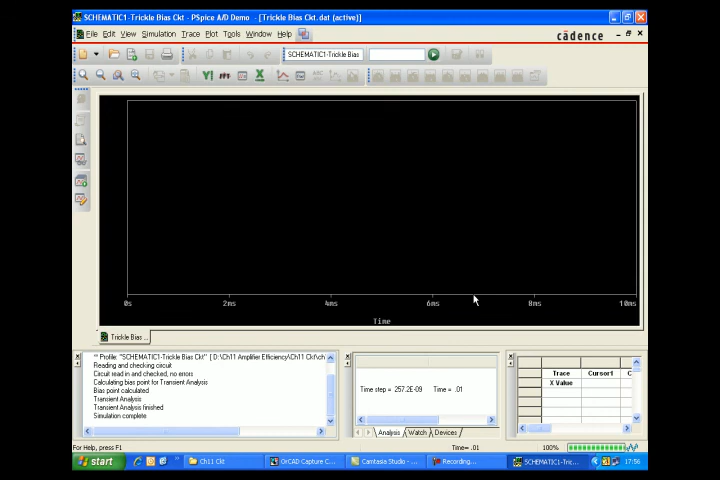 SCHEMATIC1-Trickle Bias Ckt - PSpice A/D Demo - [Trickle Bias Ckt.dat (active)]
File Edit View Simulation Trace Plot Tools Window Help
cādence
SCHEMATIC1-Trickle Bias
0s 2ms 4ms 6ms 8ms 10ms
Time
Trickle Bias ...
** Profile: "SCHEMATIC1-Trickle Bias Ckt" [ D:\Ch11 Amplifier Efficiency\Ch11 Ckt\ch
Reading and checking circuit
Circuit read in and checked, no errors
Calculating bias point for Transient Analysis
Bias point calculated
Transient Analysis
Transient Analysis finished
Simulation complete
Time step = 257.2E-09 Time = .01
Analysis Watch Devices
Trace Cursor1 C
X Value
For Help, press F1
Time= .01 100%
start
Ch11 Ckt
OrCAD Capture C...
Camtasia Studio - ...
Recording...
SCHEMATIC1-Tric...
17:56